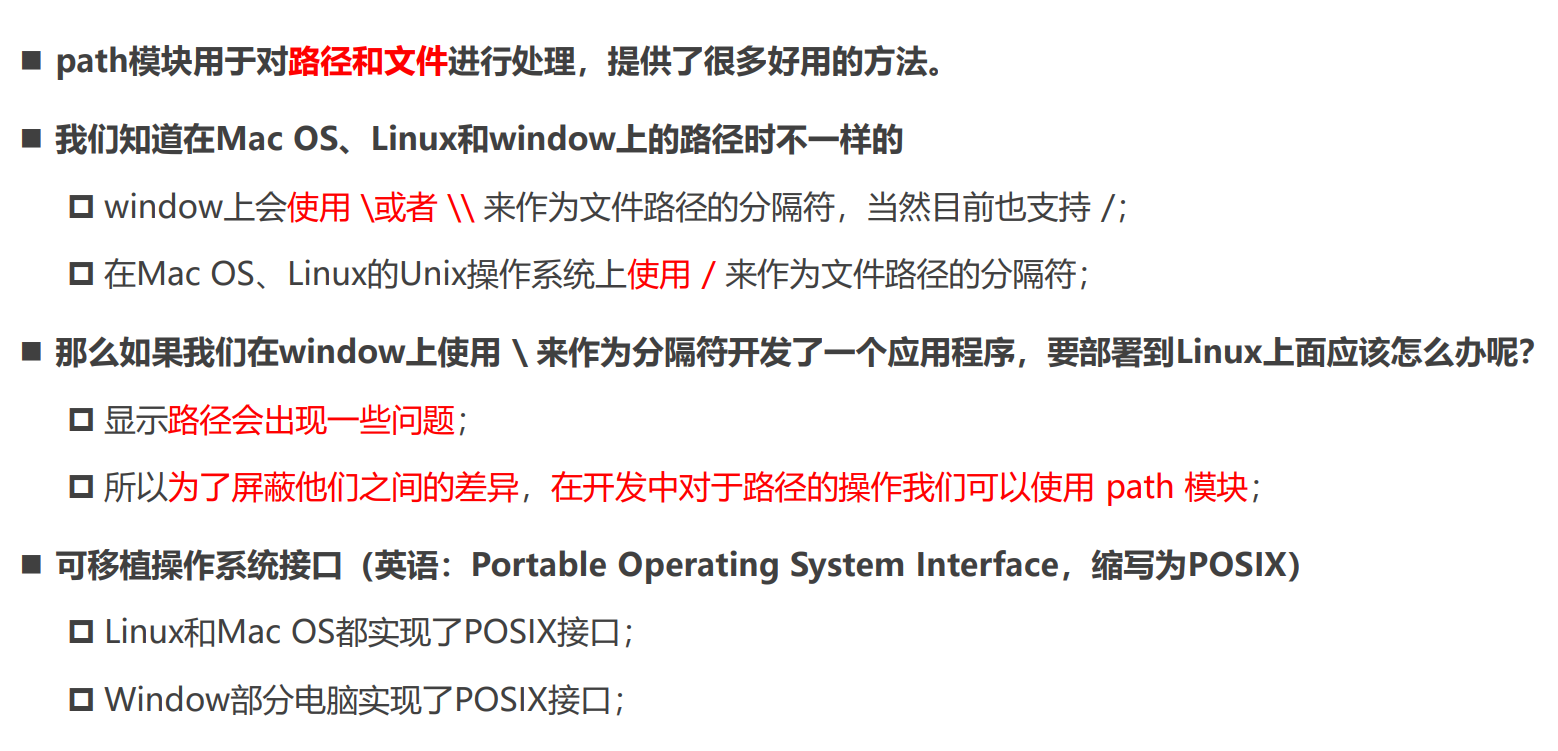 path模块用于对路径和文件进行处理，提供了很多好用的方法。
我们知道在Mac OS、Linux和window上的路径时不一样的
window上会使用 \或者 \\ 来作为文件路径的分隔符，当然目前也支持 /；
在Mac OS、Linux的Unix操作系统上使用 / 来作为文件路径的分隔符；
那么如果我们在window上使用 \ 来作为分隔符开发了一个应用程序，要部署到Linux上面应该怎么办呢？
显示路径会出现一些问题；
所以为了屏蔽他们之间的差异，在开发中对于路径的操作我们可以使用 path 模块；
可移植操作系统接口（英语：Portable Operating System Interface，缩写为POSIX）
Linux和Mac OS都实现了POSIX接口；
Window部分电脑实现了POSIX接口；